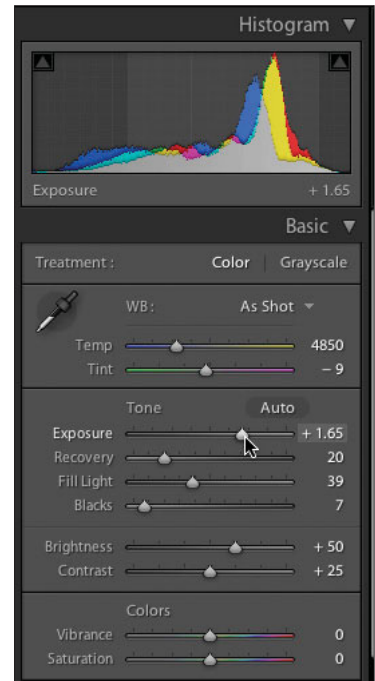 Histogram
Exposure + 1.65
Basic
Treatment : Color Grayscale
WB: As Shot
Temp 4850
Tint − 9
Tone Auto
Exposure + 1.65
Recovery 20
Fill Light 39
Blacks 7
Brightness + 50
Contrast + 25
Colors
Vibrance 0
Saturation 0